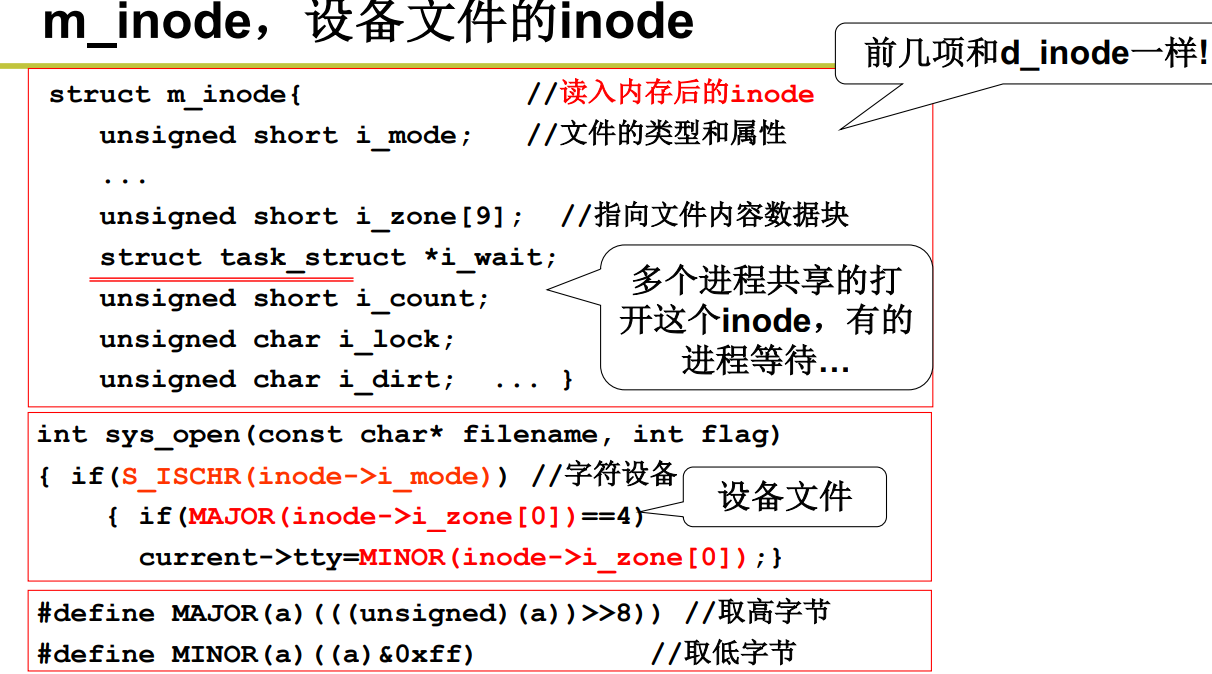 m_inode，设备文件的inode
前几项和d_inode一样!
struct m_inode{ //读入内存后的inode
unsigned short i_mode; //文件的类型和属性
...
unsigned short i_zone[9]; //指向文件内容数据块
struct task_struct *i_wait;
unsigned short i_count;
unsigned char i_lock;
unsigned char i_dirt; ... }
多个进程共享的打
开这个inode，有的
进程等待...
int sys_open(const char* filename, int flag)
{ if(S_ISCHR(inode->i_mode)) //字符设备
{ if(MAJOR(inode->i_zone[0])==4)
设备文件
current->tty=MINOR(inode->i_zone[0]);}
#define MAJOR(a)(((unsigned)(a))>>8)) //取高字节
#define MINOR(a)((a)&0xff) //取低字节